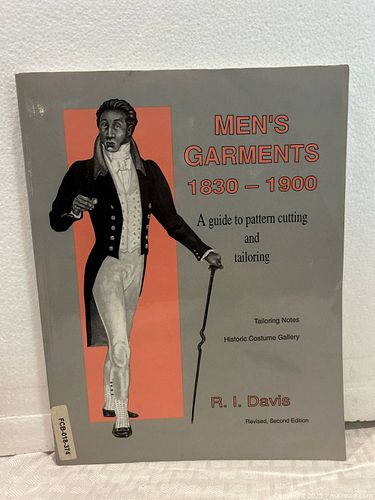 MEN'S
GARMENTS
1830 – 1900
A guide to pattern cutting
and
tailoring
Tailoring Notes
Historic Costume Gallery
R. I. Davis
Revised, Second Edition
FCB-018-374